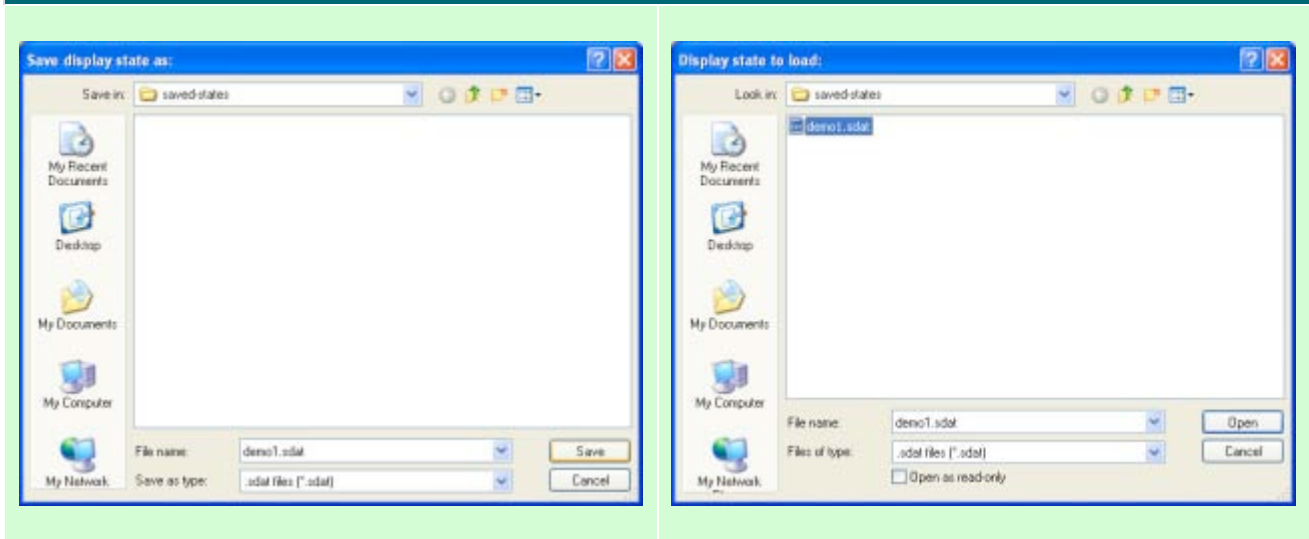 Save display state as:
Save in: saved-states
My Recent
Documents
Desktop
My Documents
My Computer
My Network
File name: demo1.sdat Save
Save as type: .sdat files (*.sdat) Cancel
Display state to load:
Look in: saved-states
demo1.sdat
My Recent
Documents
Desktop
My Documents
My Computer
My Network
File name: demo1.sdat Open
Files of type: .sdat files (*.sdat) Cancel
Open as read-only